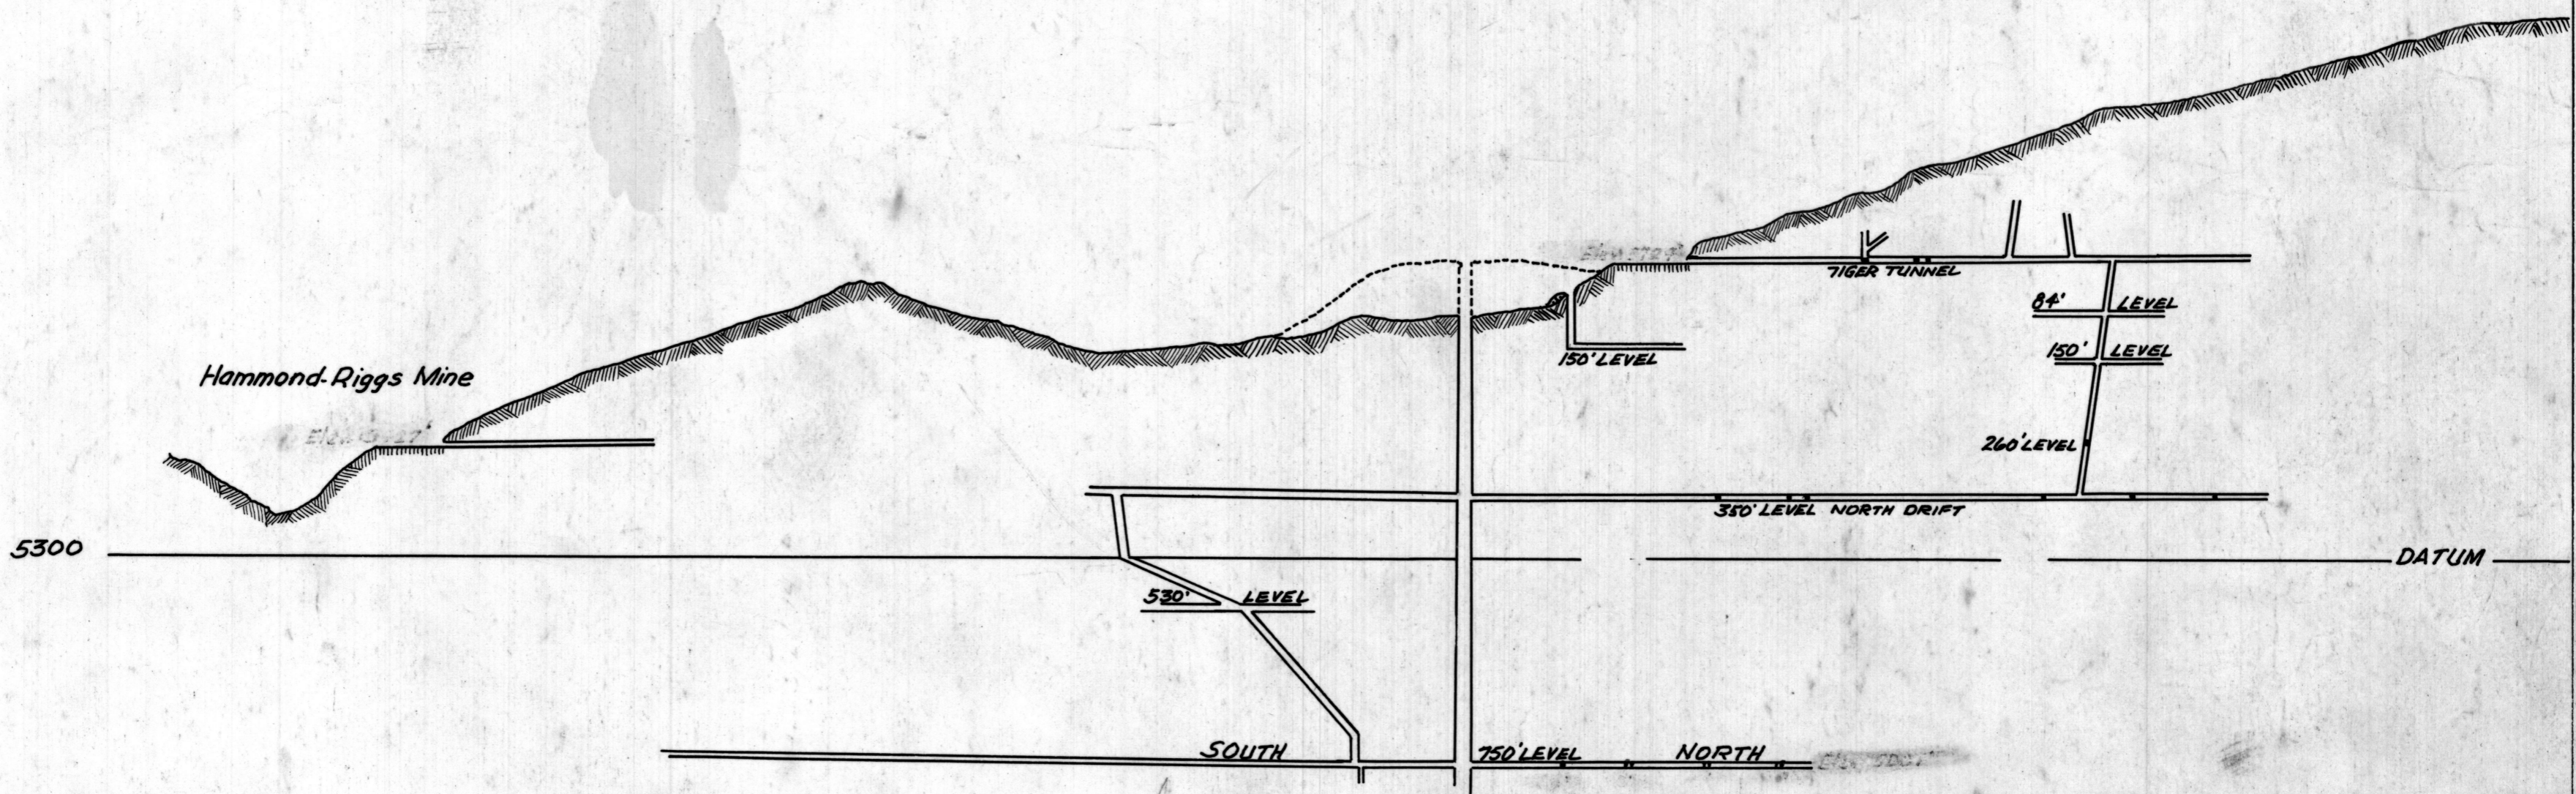 TIGER TUNNEL
84' LEVEL
150' LEVEL
150' LEVEL
Hammond-Riggs Mine
260' LEVEL
350' LEVEL NORTH DRIFT
5300
DATUM
530' LEVEL
SOUTH
750' LEVEL
NORTH